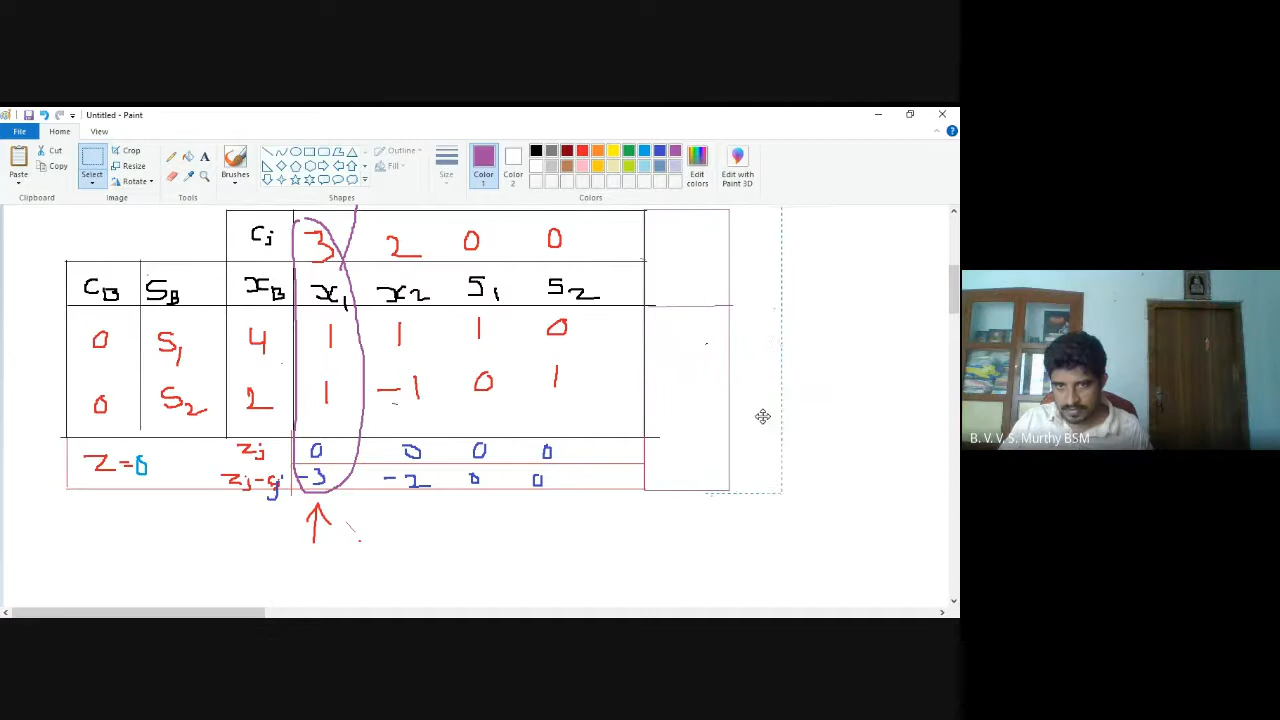 Untitled - Paint
File Home View
Cut
Copy
Paste
Clipboard
Crop
Resize
Rotate
Select
Image
A
Tools
Brushes
Outline
Fill
Shapes
Size
Color 1
Color 2
Edit colors
Colors
Edit with Paint 3D
Cj 3 2 0 0
CB SB XB x1 x2 S1 S2
0 S1 4 1 1 1 0
0 S2 2 1 -1 0 1
Z=0 Zj 0 0 0 0
Zj-Cj -3 -2 0 0
B. V. V. S. Murthy BSM